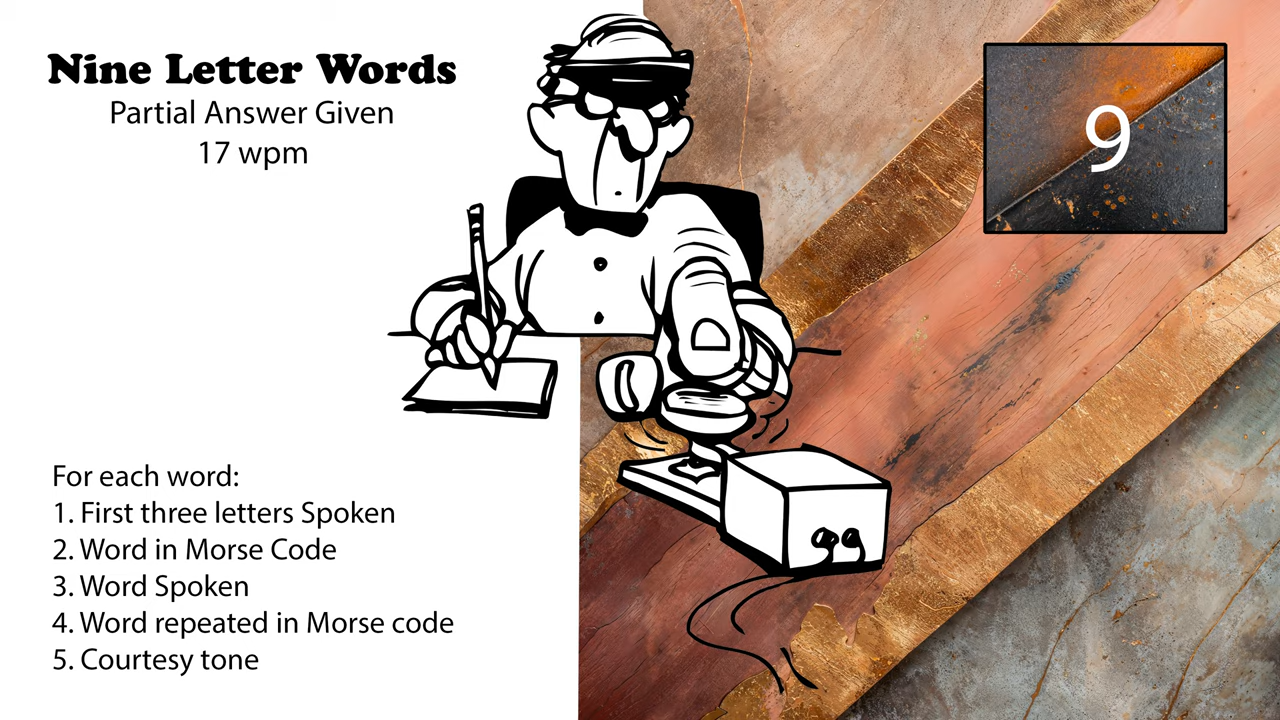 Nine Letter Words
Partial Answer Given
17 wpm
9
For each word:
1. First three letters Spoken
2. Word in Morse Code
3. Word Spoken
4. Word repeated in Morse code
5. Courtesy tone